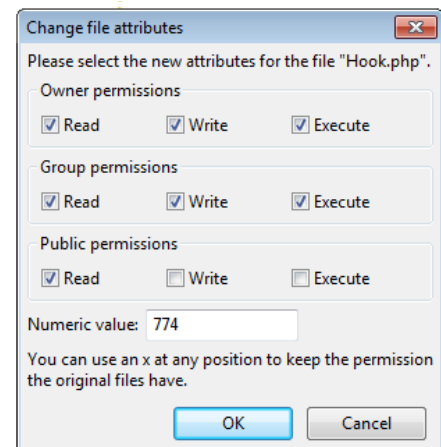 Change file attributes
Please select the new attributes for the file "Hook.php".
Owner permissions
Read Write Execute
Group permissions
Read Write Execute
Public permissions
Read Write Execute
Numeric value: 774
You can use an x at any position to keep the permission
the original files have.
OK Cancel